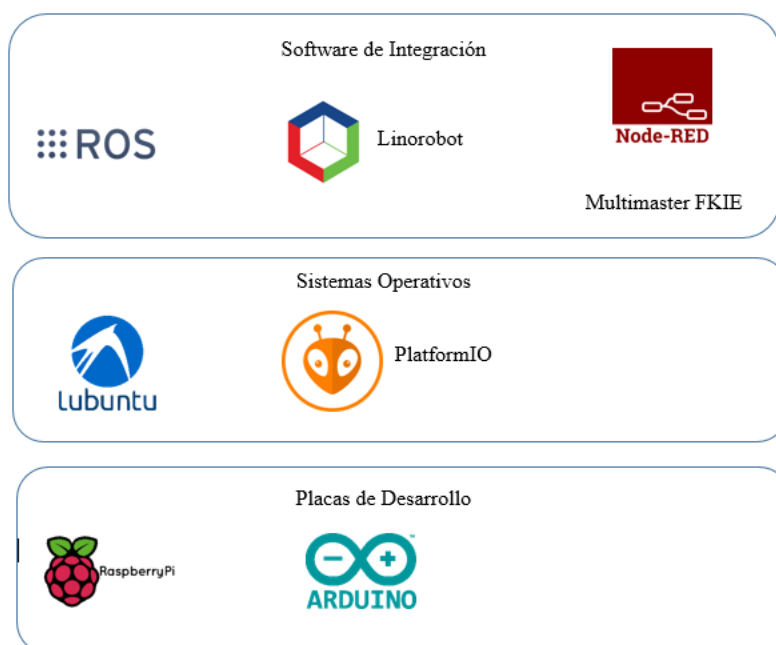 Software de Integración
ROS
Linorobot
Node-RED
Multimaster FKIE
Sistemas Operativos
lubuntu
PlatformIO
Placas de Desarrollo
RaspberryPi
ARDUINO